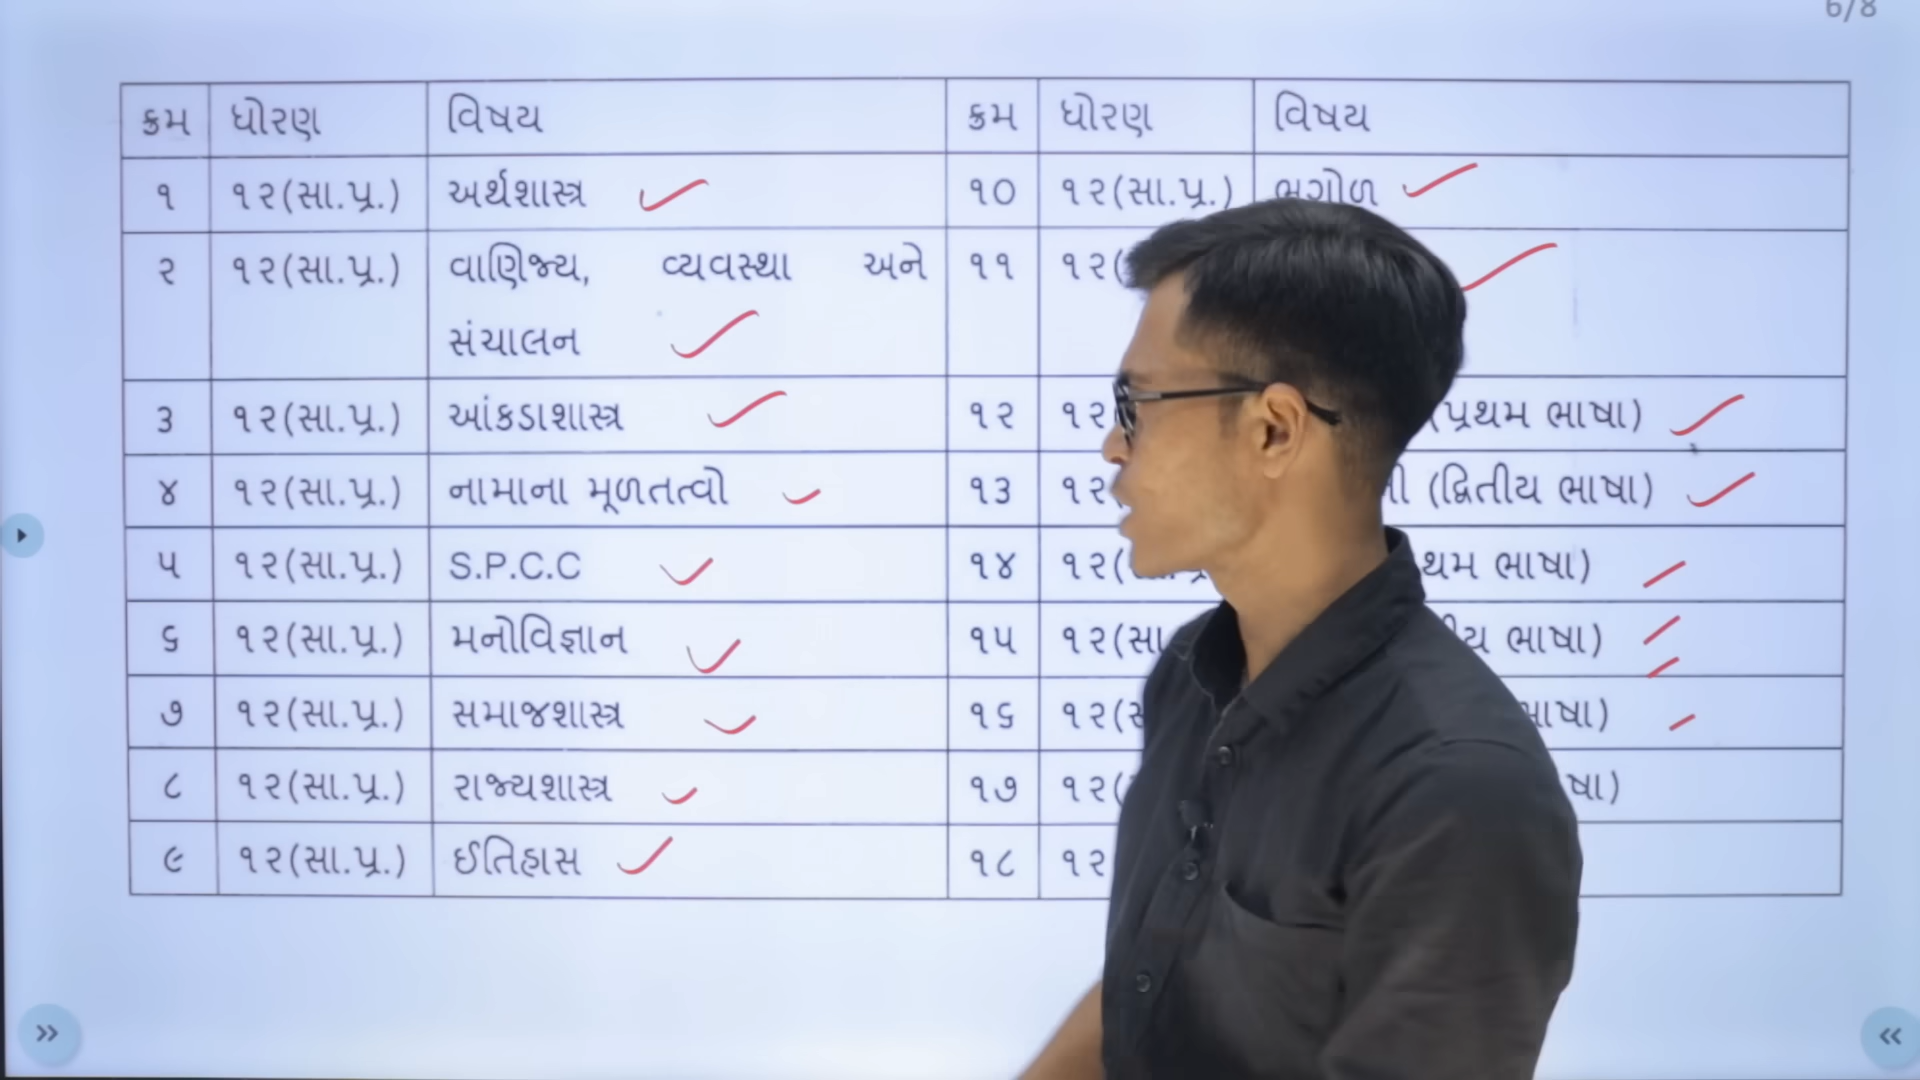 6/8
ક્રમ ધોરણ વિષય ક્રમ ધોરણ વિષય
૧ ૧૨(સા.પ્ર.) અર્થશાસ્ત્ર ૧૦ ૧૨(સા.પ્ર.) ભૂગોળ
૨ ૧૨(સા.પ્ર.) વાણિજ્ય, વ્યવસ્થા અને ૧૧ ૧૨(
સંચાલન
૩ ૧૨(સા.પ્ર.) આંકડાશાસ્ત્ર ૧૨ ૧૨ (પ્રથમ ભાષા)
૪ ૧૨(સા.પ્ર.) નામાના મૂળતત્વો ૧૩ ૧૨ (દ્વિતીય ભાષા)
૫ ૧૨(સા.પ્ર.) S.P.C.C ૧૪ ૧૨( ભાષા)
૬ ૧૨(સા.પ્ર.) મનોવિજ્ઞાન ૧૫ ૧૨(સા. ભાષા)
૭ ૧૨(સા.પ્ર.) સમાજશાસ્ત્ર ૧૬ ૧૨(
૮ ૧૨(સા.પ્ર.) રાજ્યશાસ્ત્ર ૧૭ ૧૨(
૯ ૧૨(સા.પ્ર.) ઈતિહાસ ૧૮ ૧૨